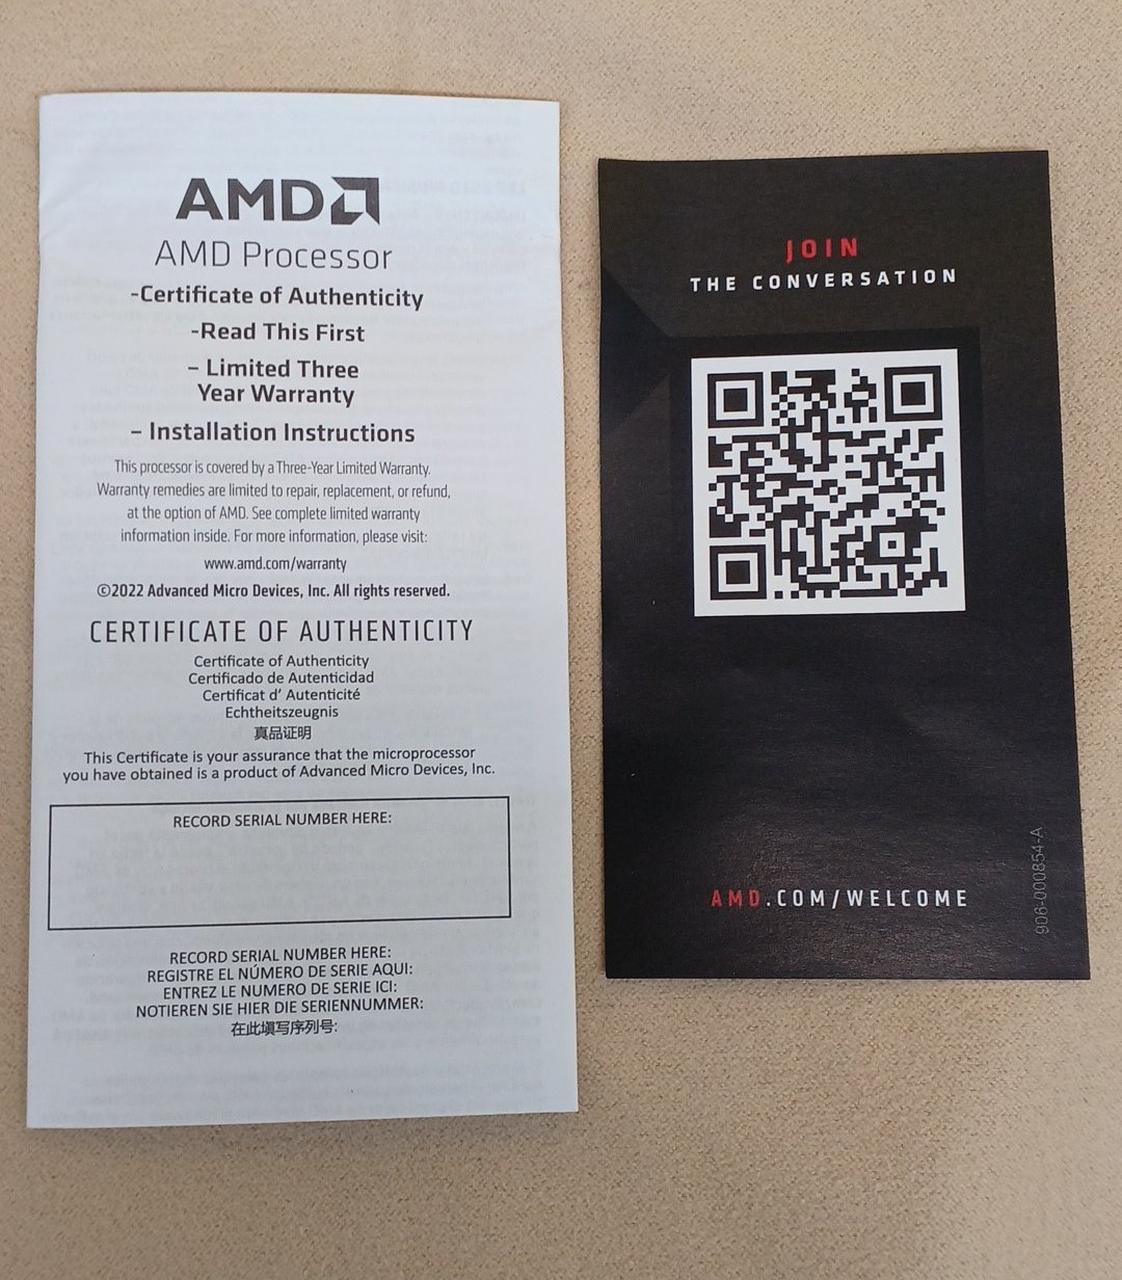 AMD
AMD Processor
-Certificate of Authenticity
-Read This First
– Limited Three
Year Warranty
– Installation Instructions
This processor is covered by a Three-Year Limited Warranty.
Warranty remedies are limited to repair, replacement, or refund,
at the option of AMD. See complete limited warranty
information inside. For more information, please visit:
www.amd.com/warranty
©2022 Advanced Micro Devices, Inc. All rights reserved.
CERTIFICATE OF AUTHENTICITY
Certificate of Authenticity
Certificado de Autenticidad
Certificat d’ Autenticité
Echtheitszeugnis
真品证明
This Certificate is your assurance that the microprocessor
you have obtained is a product of Advanced Micro Devices, Inc.
RECORD SERIAL NUMBER HERE:
RECORD SERIAL NUMBER HERE:
REGISTRE EL NÚMERO DE SERIE AQUI:
ENTREZ LE NUMERO DE SERIE ICI:
NOTIEREN SIE HIER DIE SERIENNUMMER:
在此填写序列号:
JOIN
THE CONVERSATION
AMD.COM/WELCOME
906-000854-A